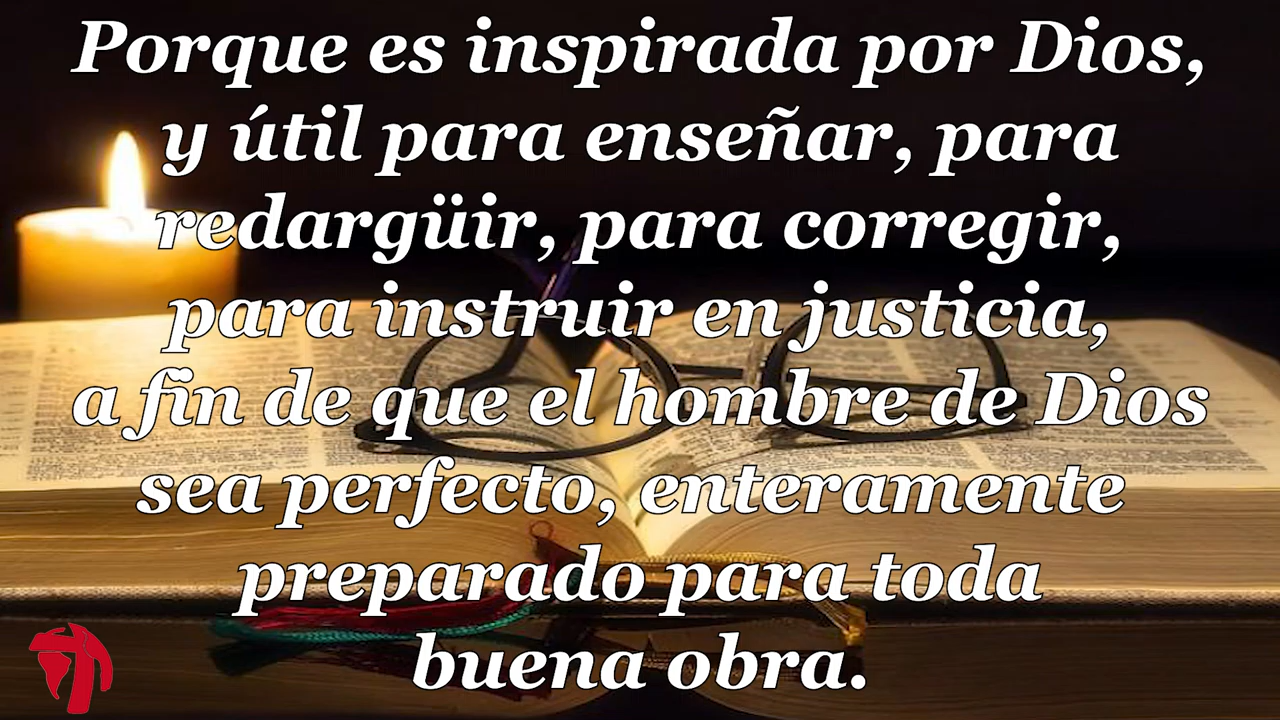 Porque es inspirada por Dios,
y útil para enseñar, para
redargüir, para corregir,
para instruir en justicia,
a fin de que el hombre de Dios
sea perfecto, enteramente
preparado para toda
buena obra.